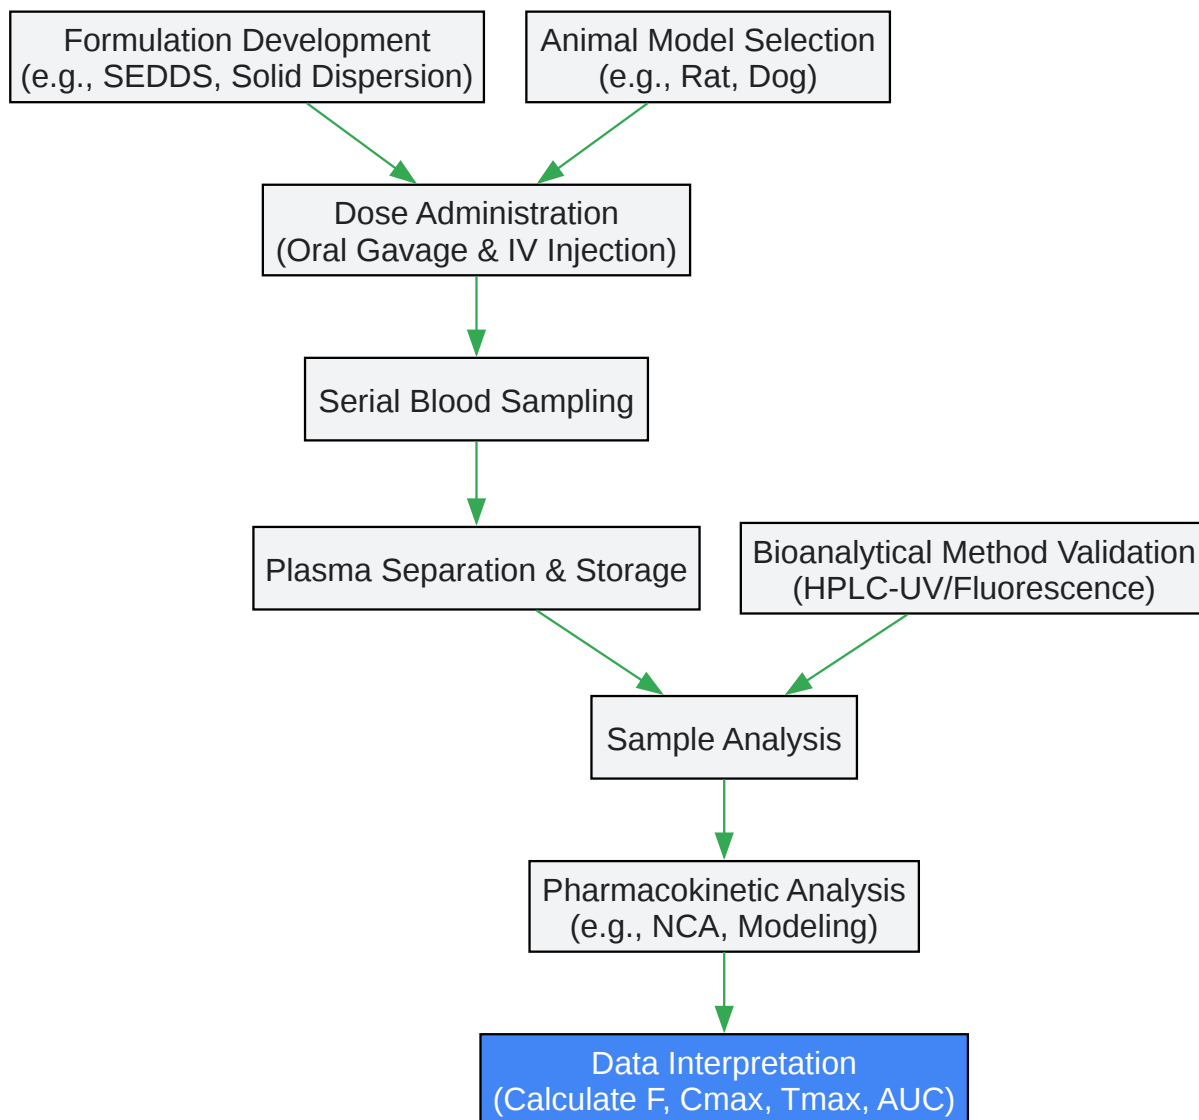 Formulation Development
(e.g., SEDDS, Solid Dispersion)
Animal Model Selection
(e.g., Rat, Dog)
Dose Administration
(Oral Gavage & IV Injection)
Serial Blood Sampling
Plasma Separation & Storage
Bioanalytical Method Validation
(HPLC-UV/Fluorescence)
Sample Analysis
Pharmacokinetic Analysis
(e.g., NCA, Modeling)
Data Interpretation
(Calculate F, Cmax, Tmax, AUC)